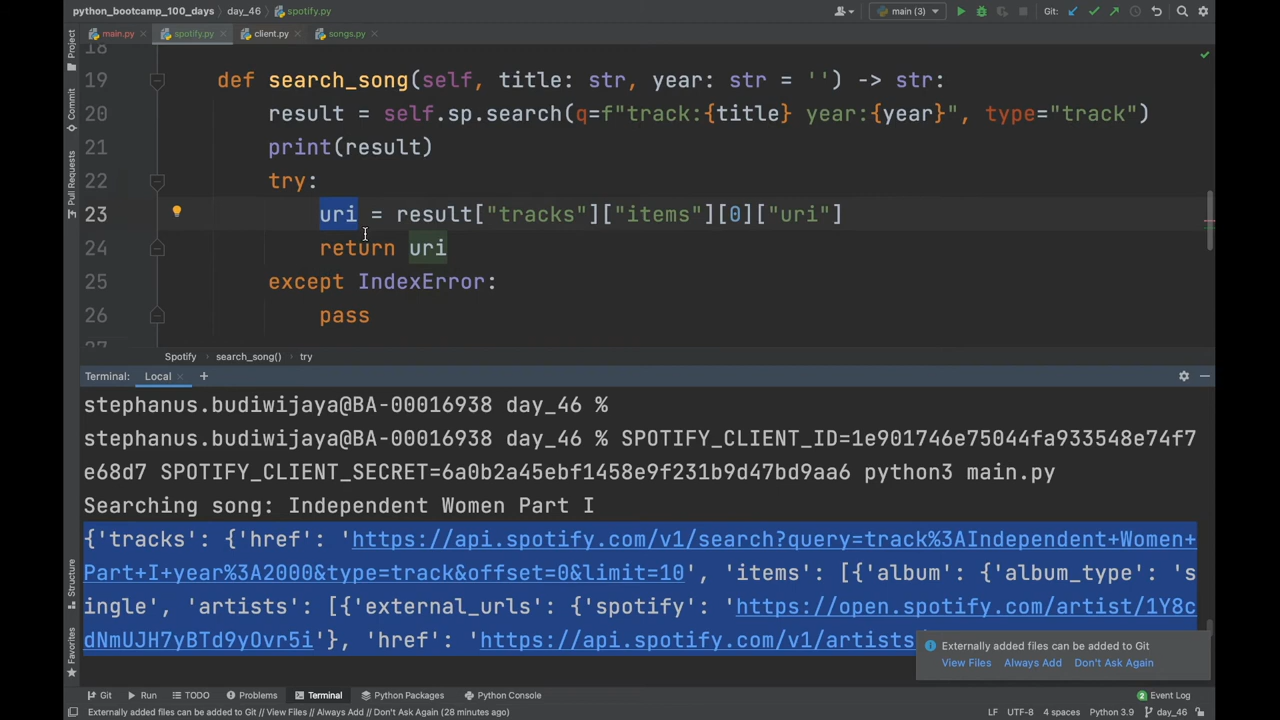 python_bootcamp_100_days
day_46
spotify.py
main (3)
Git:
main.py
spotify.py
client.py
songs.py
Project
Commit
Pull Requests
Structure
Favorites
18
19 def search_song(self, title: str, year: str = '') -> str:
20 result = self.sp.search(q=f"track:{title} year:{year}", type="track")
21 print(result)
22 try:
23 uri = result["tracks"]["items"][0]["uri"]
24 return uri
25 except IndexError:
26 pass
27
Spotify search_song() try
Terminal: Local +
stephanus.budiwijaya@BA-00016938 day_46 %
stephanus.budiwijaya@BA-00016938 day_46 % SPOTIFY_CLIENT_ID=1e901746e75044fa933548e74f7
e68d7 SPOTIFY_CLIENT_SECRET=6a0b2a45ebf1458e9f231b9d47bd9aa6 python3 main.py
Searching song: Independent Women Part I
{'tracks': {'href': 'https://api.spotify.com/v1/search?query=track%3AIndependent+Women+
Part+I+year%3A2000&type=track&offset=0&limit=10', 'items': [{'album': {'album_type': 's
ingle', 'artists': [{'external_urls': {'spotify': 'https://open.spotify.com/artist/1Y8c
dNmUJH7yBTd9yOvr5i'}, 'href': 'https://api.spotify.com/v1/artists
Externally added files can be added to Git
View Files Always Add Don't Ask Again
Git Run TODO Problems Terminal Python Packages Python Console 2 Event Log
Externally added files can be added to Git // View Files // Always Add // Don't Ask Again (28 minutes ago) LF UTF-8 4 spaces Python 3.9 day_46